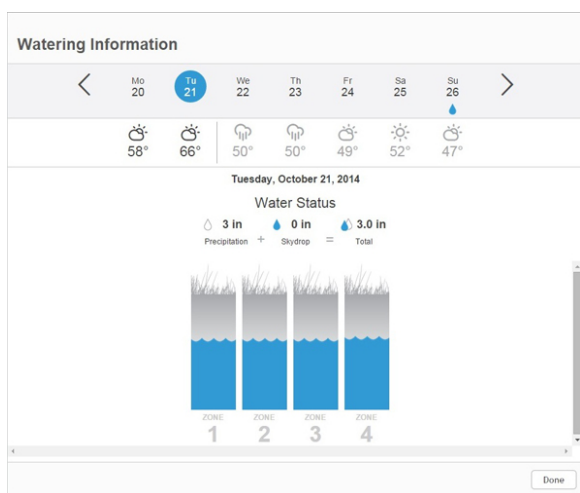 Watering Information
Mo Tu We Th Fr Sa Su
20 21 22 23 24 25 26
58° 66° 50° 50° 49° 52° 47°
Tuesday, October 21, 2014
Water Status
3 in 0 in 3.0 in
Precipitation + Skydrop = Total
ZONE ZONE ZONE ZONE
1 2 3 4
Done